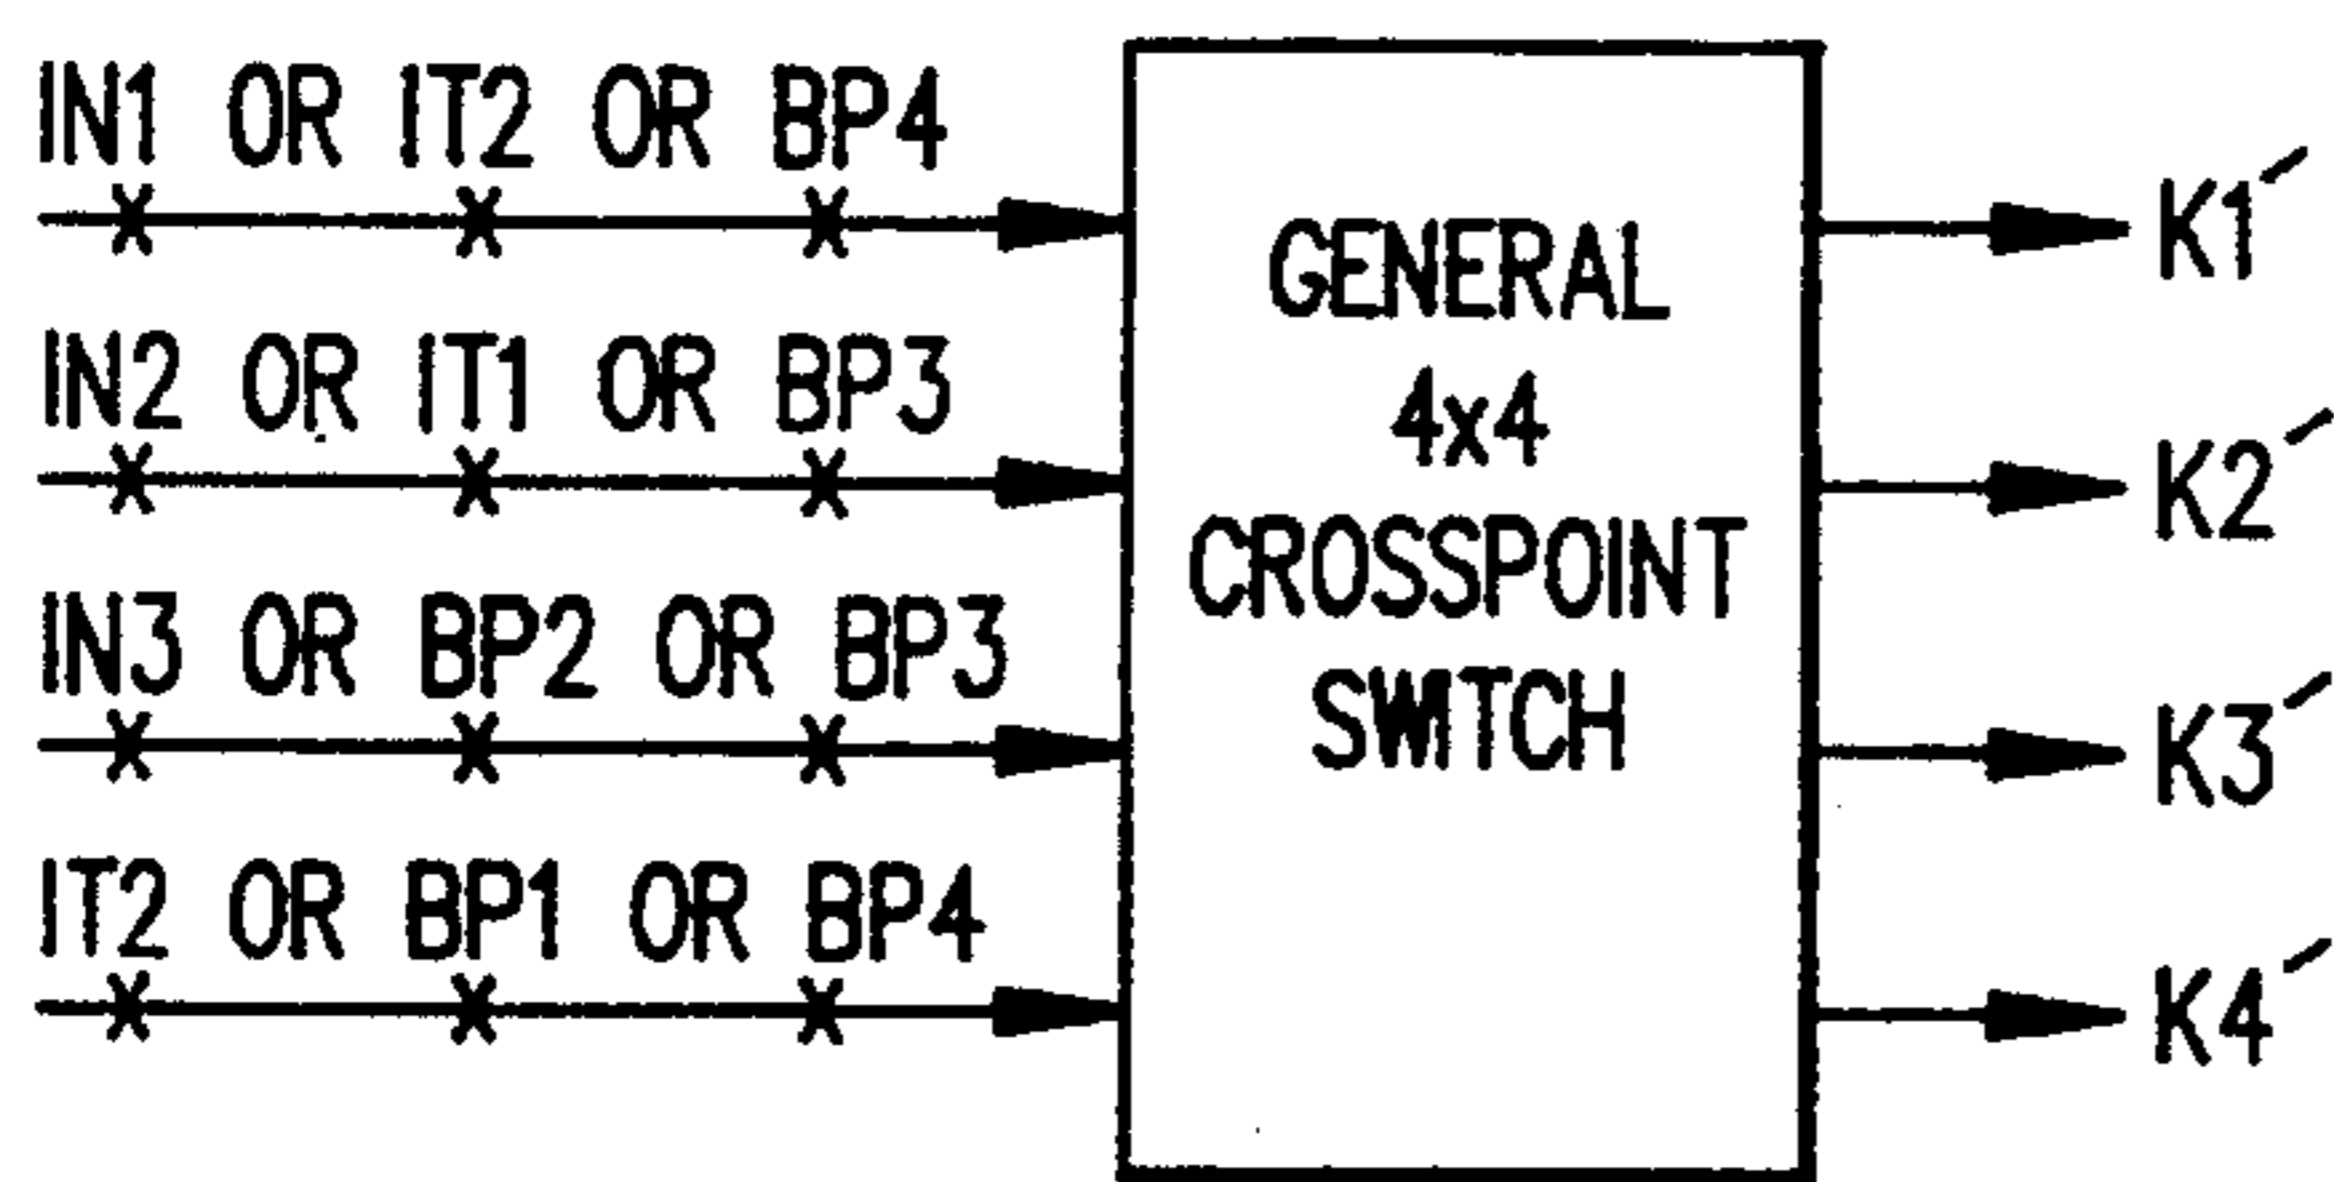 IN1 OR IT2 OR BP4
IN2 OR IT1 OR BP3
IN3 OR BP2 OR BP3
IT2 OR BP1 OR BP4
GENERAL
4x4
CROSSPOINT
SWITCH
K1′
K2′
K3′
K4′